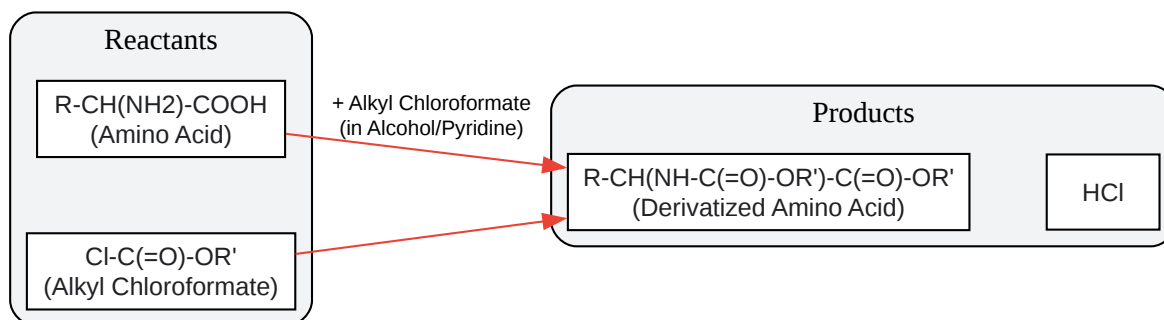 Reactants
R-CH(NH2)-COOH
(Amino Acid)
Cl-C(=O)-OR'
(Alkyl Chloroformate)
+ Alkyl Chloroformate
(in Alcohol/Pyridine)
Products
R-CH(NH-C(=O)-OR')-C(=O)-OR'
(Derivatized Amino Acid)
HCl